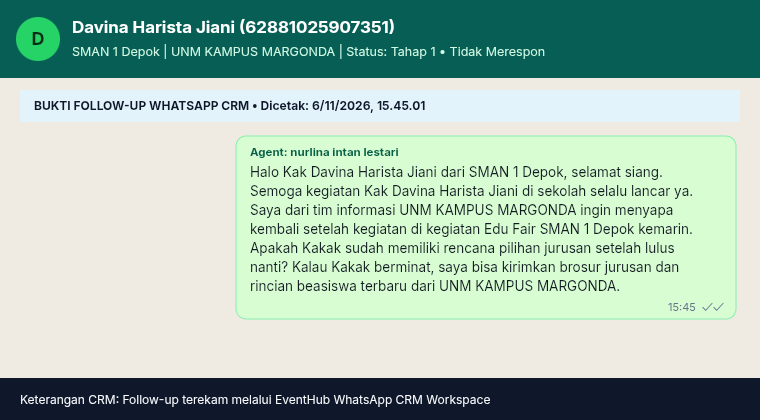 D
Davina Harista Jiani (62881025907351)
SMAN 1 Depok | UNM KAMPUS MARGONDA | Status: Tahap 1 • Tidak Merespon
BUKTI FOLLOW-UP WHATSAPP CRM • Dicetak: 6/11/2026, 15.45.01
Agent: nurlina intan lestari
Halo Kak Davina Harista Jiani dari SMAN 1 Depok, selamat siang.
Semoga kegiatan Kak Davina Harista Jiani di sekolah selalu lancar ya.
Saya dari tim informasi UNM KAMPUS MARGONDA ingin menyapa
kembali setelah kegiatan di kegiatan Edu Fair SMAN 1 Depok kemarin.
Apakah Kakak sudah memiliki rencana pilihan jurusan setelah lulus
nanti? Kalau Kakak berminat, saya bisa kirimkan brosur jurusan dan
rincian beasiswa terbaru dari UNM KAMPUS MARGONDA.
15:45
Keterangan CRM: Follow-up terekam melalui EventHub WhatsApp CRM Workspace